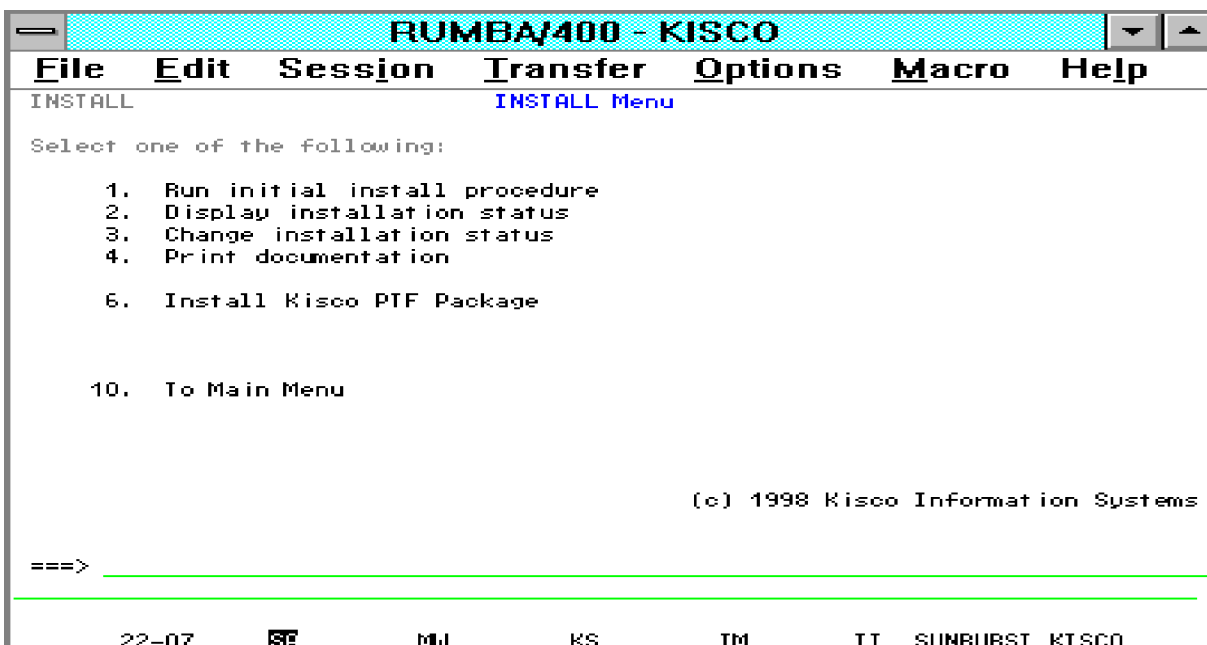 RUMBA/400 - KISCO
File Edit Session Transfer Options Macro Help
INSTALL INSTALL Menu
Select one of the following:
1. Run initial install procedure
2. Display installation status
3. Change installation status
4. Print documentation
6. Install Kisco PTF Package
10. To Main Menu
(c) 1998 Kisco Information Systems
===>
22-07 SC MW KS IM II SUNBURST KISCO